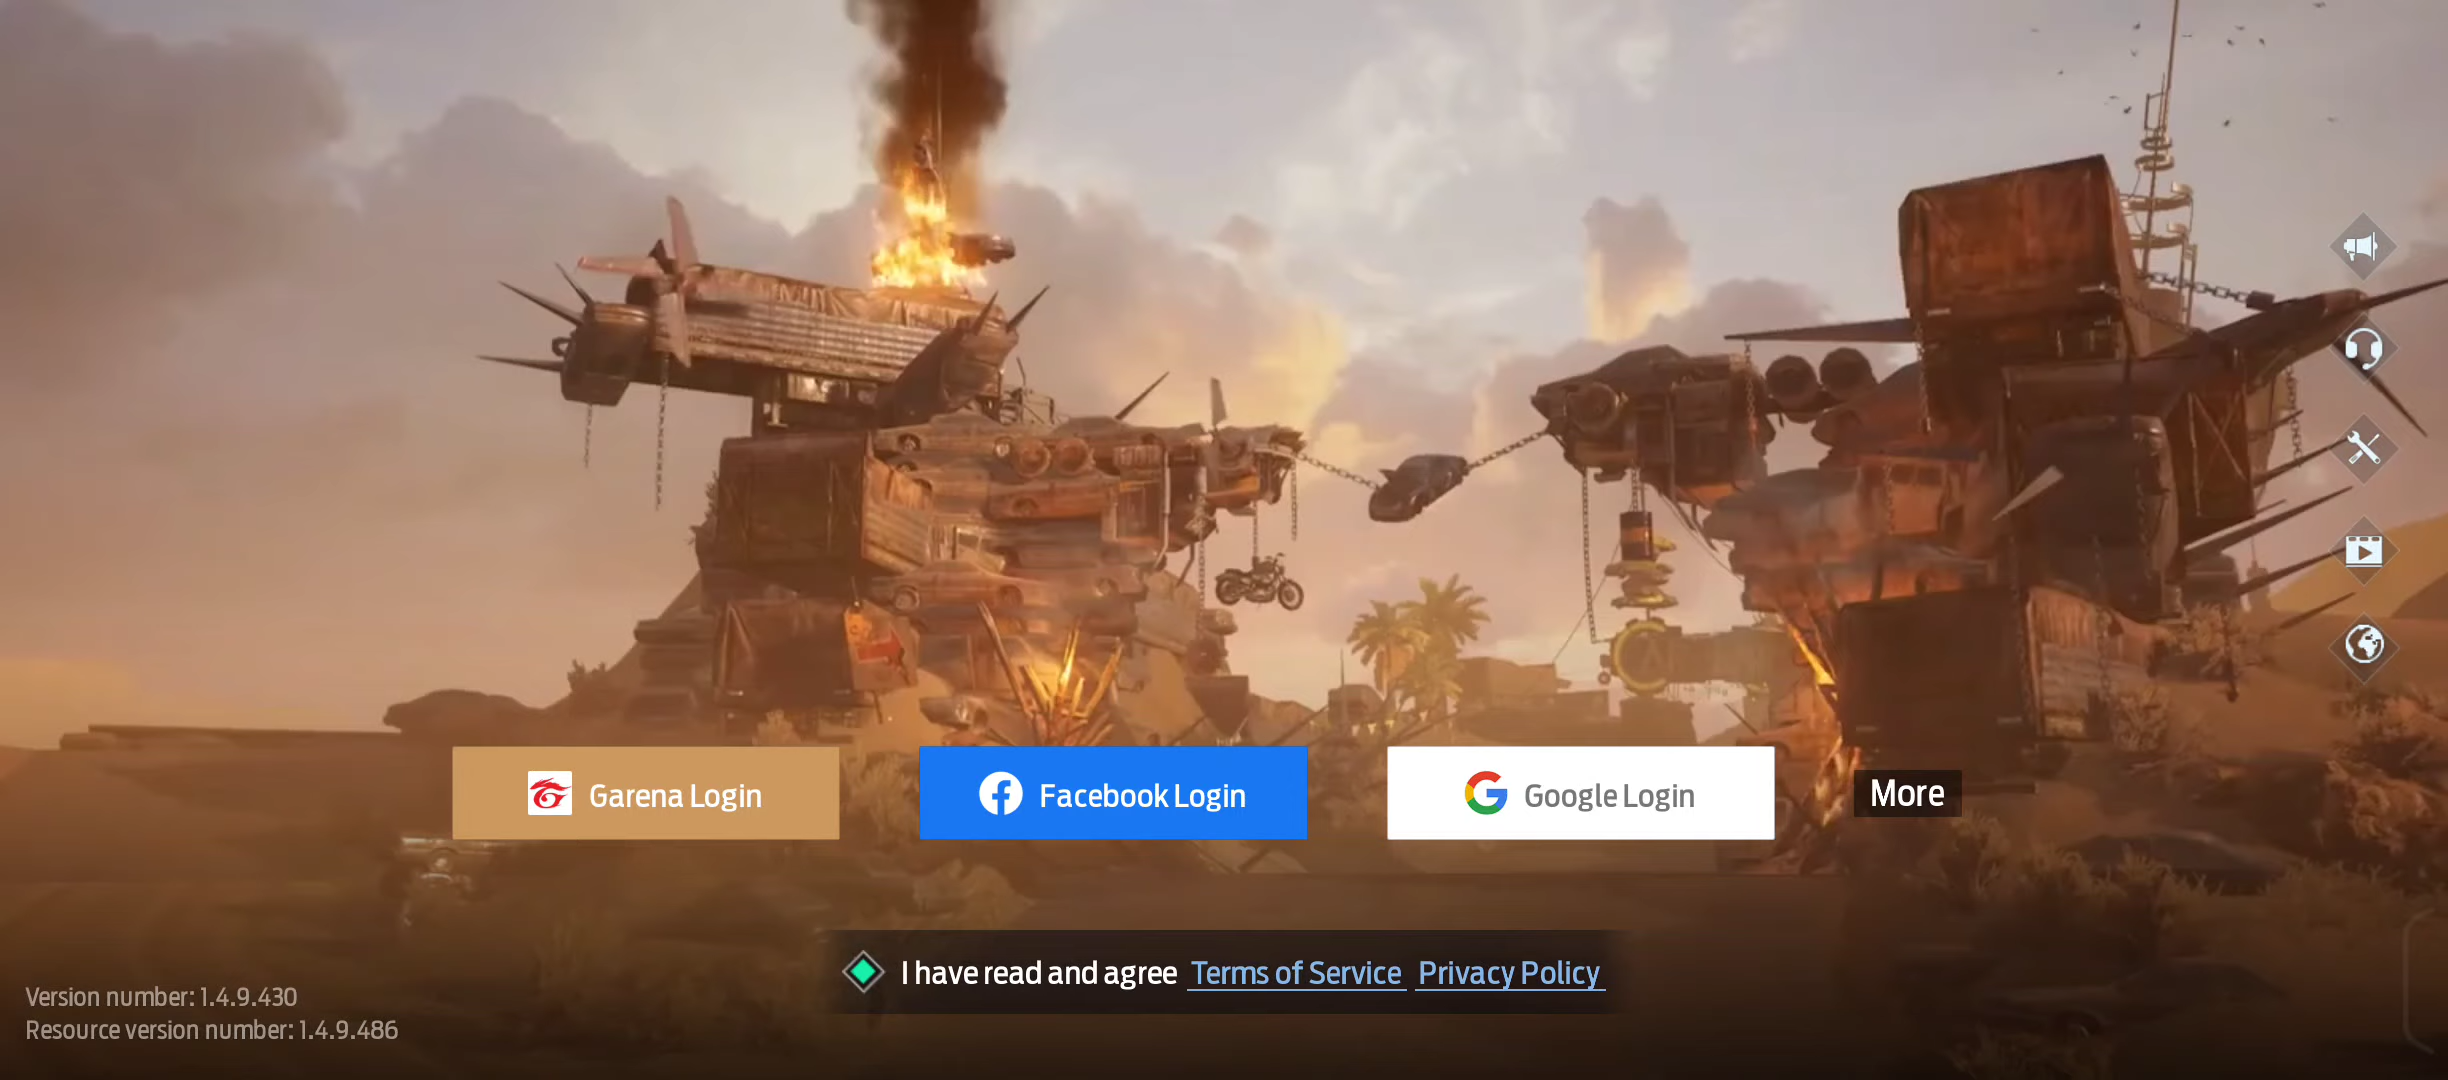 Garena Login
Facebook Login
Google Login
More
I have read and agree Terms of Service Privacy Policy
Version number: 1.4.9.430
Resource version number: 1.4.9.486